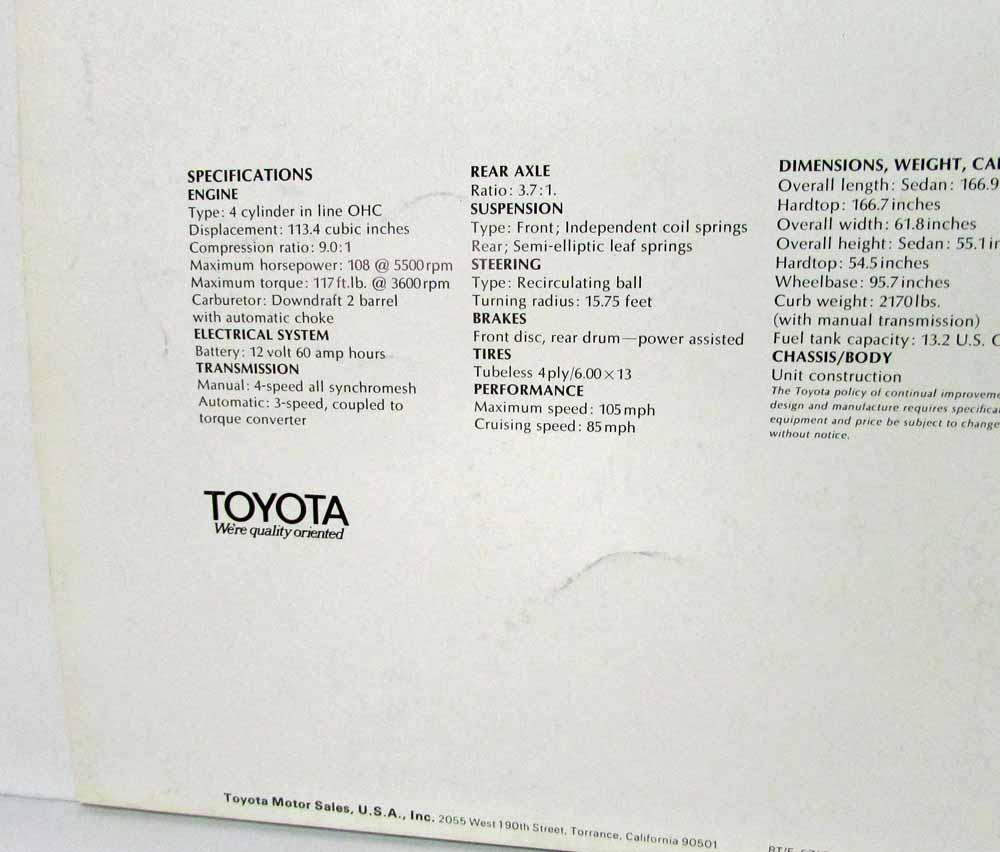 SPECIFICATIONS
ENGINE
Type: 4 cylinder in line OHC
Displacement: 113.4 cubic inches
Compression ratio: 9.0:1
Maximum horsepower: 108 @ 5500rpm
Maximum torque: 117 ft.lb. @ 3600rpm
Carburetor: Downdraft 2 barrel
with automatic choke
ELECTRICAL SYSTEM
Battery: 12 volt 60 amp hours
TRANSMISSION
Manual: 4-speed all synchromesh
Automatic: 3-speed, coupled to
torque converter
REAR AXLE
Ratio: 3.7:1.
SUSPENSION
Type: Front; Independent coil springs
Rear; Semi-elliptic leaf springs
STEERING
Type: Recirculating ball
Turning radius: 15.75 feet
BRAKES
Front disc, rear drum—power assisted
TIRES
Tubeless 4 ply/6.00×13
PERFORMANCE
Maximum speed: 105 mph
Cruising speed: 85 mph
DIMENSIONS, WEIGHT,
Overall length: Sedan: 166.9
Hardtop: 166.7 inches
Overall width: 61.8 inches
Overall height: Sedan: 55.1
Hardtop: 54.5 inches
Wheelbase: 95.7 inches
Curb weight: 2170 lbs.
(with manual transmission)
Fuel tank capacity: 13.2 U.S.
CHASSIS/BODY
Unit construction
The Toyota policy of continual
design and manufacture requires
equipment and price be subject to change
without notice.
TOYOTA
We're quality oriented
Toyota Motor Sales, U.S.A., Inc. 2055 West 190th Street, Torrance, California 90501